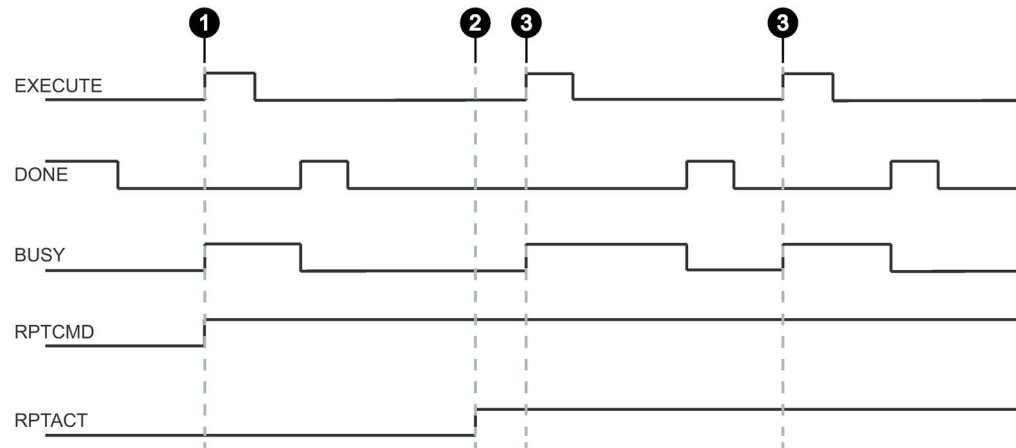 1 2 3 3
EXECUTE
DONE
BUSY
RPTCMD
RPTACT